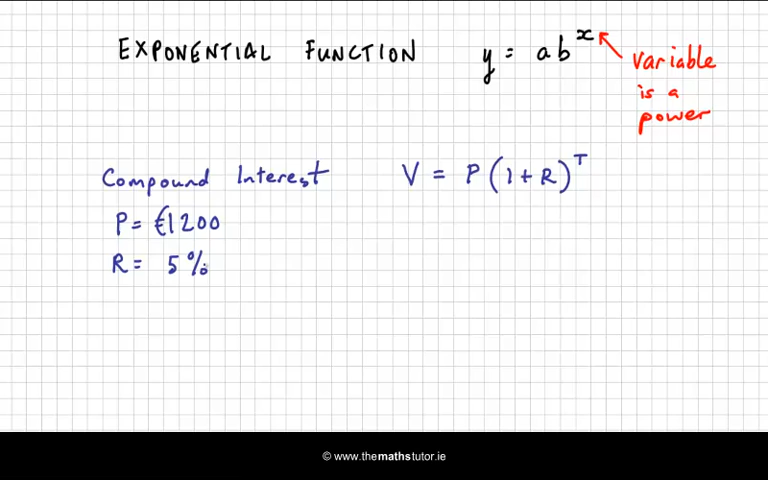 EXPONENTIAL FUNCTION y = ab^x
variable
is a
power
Compound Interest V = P(1+R)^T
P = €1200
R = 5%
© www.themathstutor.ie